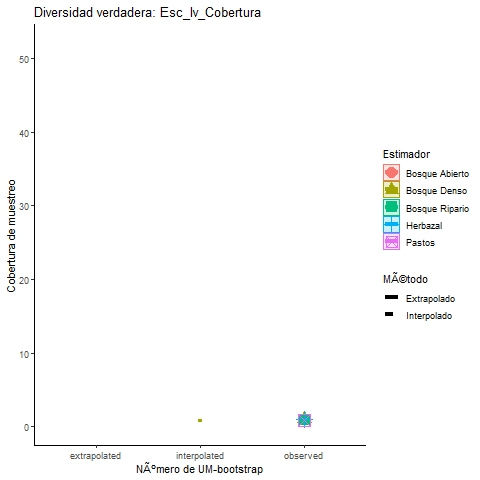 Diversidad verdadera: Esc_lv_Cobertura
50
40
30
20
10
0
Cobertura de muestreo
extrapolated
interpolated
observed
NÃºmero de UM-bootstrap
Estimador
Bosque Abierto
Bosque Denso
Bosque Ripario
Herbazal
Pastos
MÃ©todo
Extrapolado
Interpolado